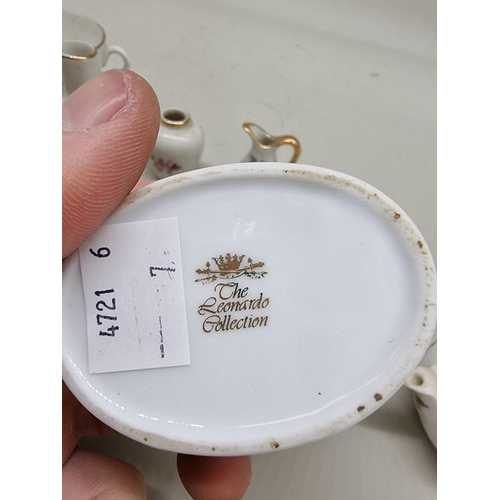 4721 6
7
The
Leonardo
Collection